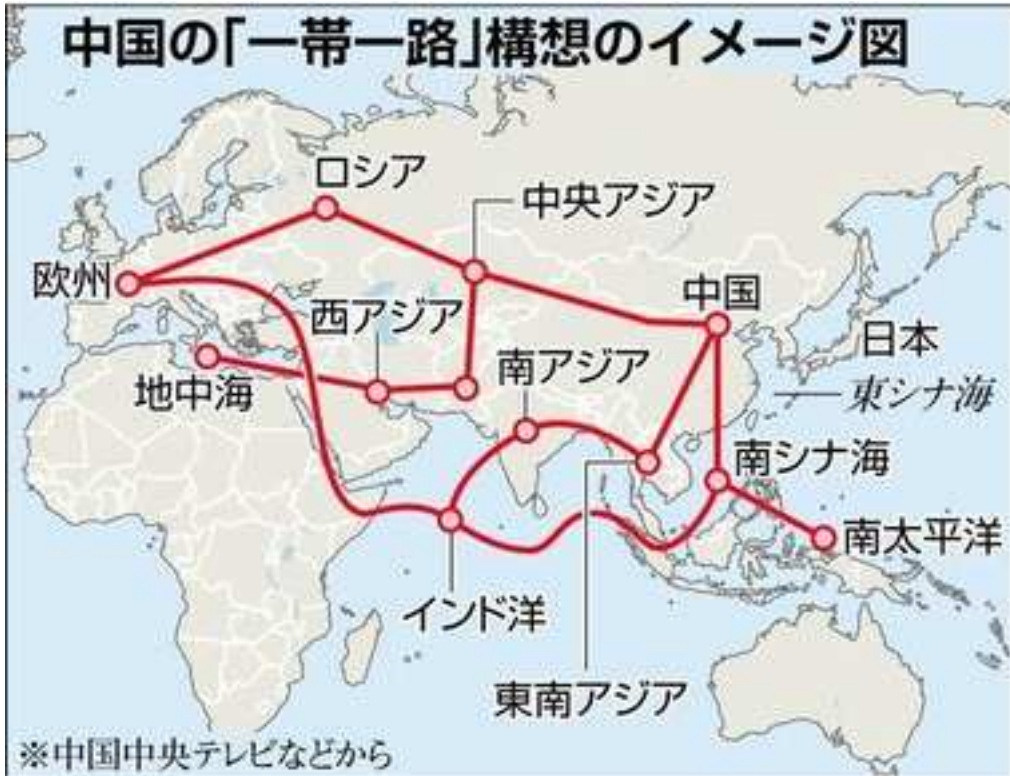 中国の「一帯一路」構想のイメージ図
ロシア
中央アジア
欧州
西アジア
中国
日本
地中海
南アジア
東シナ海
南シナ海
南太平洋
インド洋
東南アジア
※中国中央テレビなどから